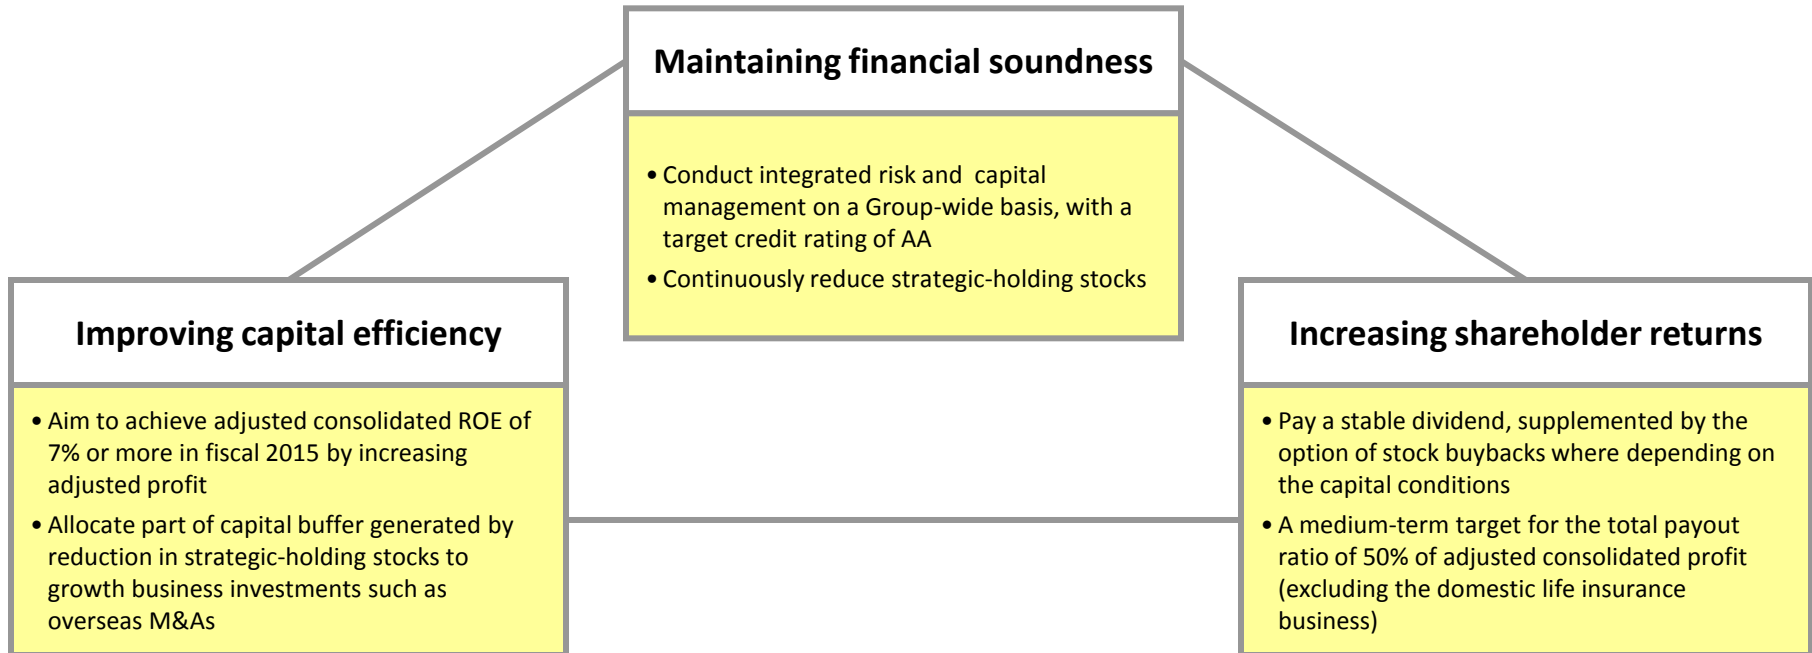 Maintaining financial soundness
• Conduct integrated risk and capital
management on a Group-wide basis, with a
target credit rating of AA
• Continuously reduce strategic-holding stocks
Improving capital efficiency
• Aim to achieve adjusted consolidated ROE of
7% or more in fiscal 2015 by increasing
adjusted profit
• Allocate part of capital buffer generated by
reduction in strategic-holding stocks to
growth business investments such as
overseas M&As
Increasing shareholder returns
• Pay a stable dividend, supplemented by the
option of stock buybacks where depending on
the capital conditions
• A medium-term target for the total payout
ratio of 50% of adjusted consolidated profit
(excluding the domestic life insurance
business)